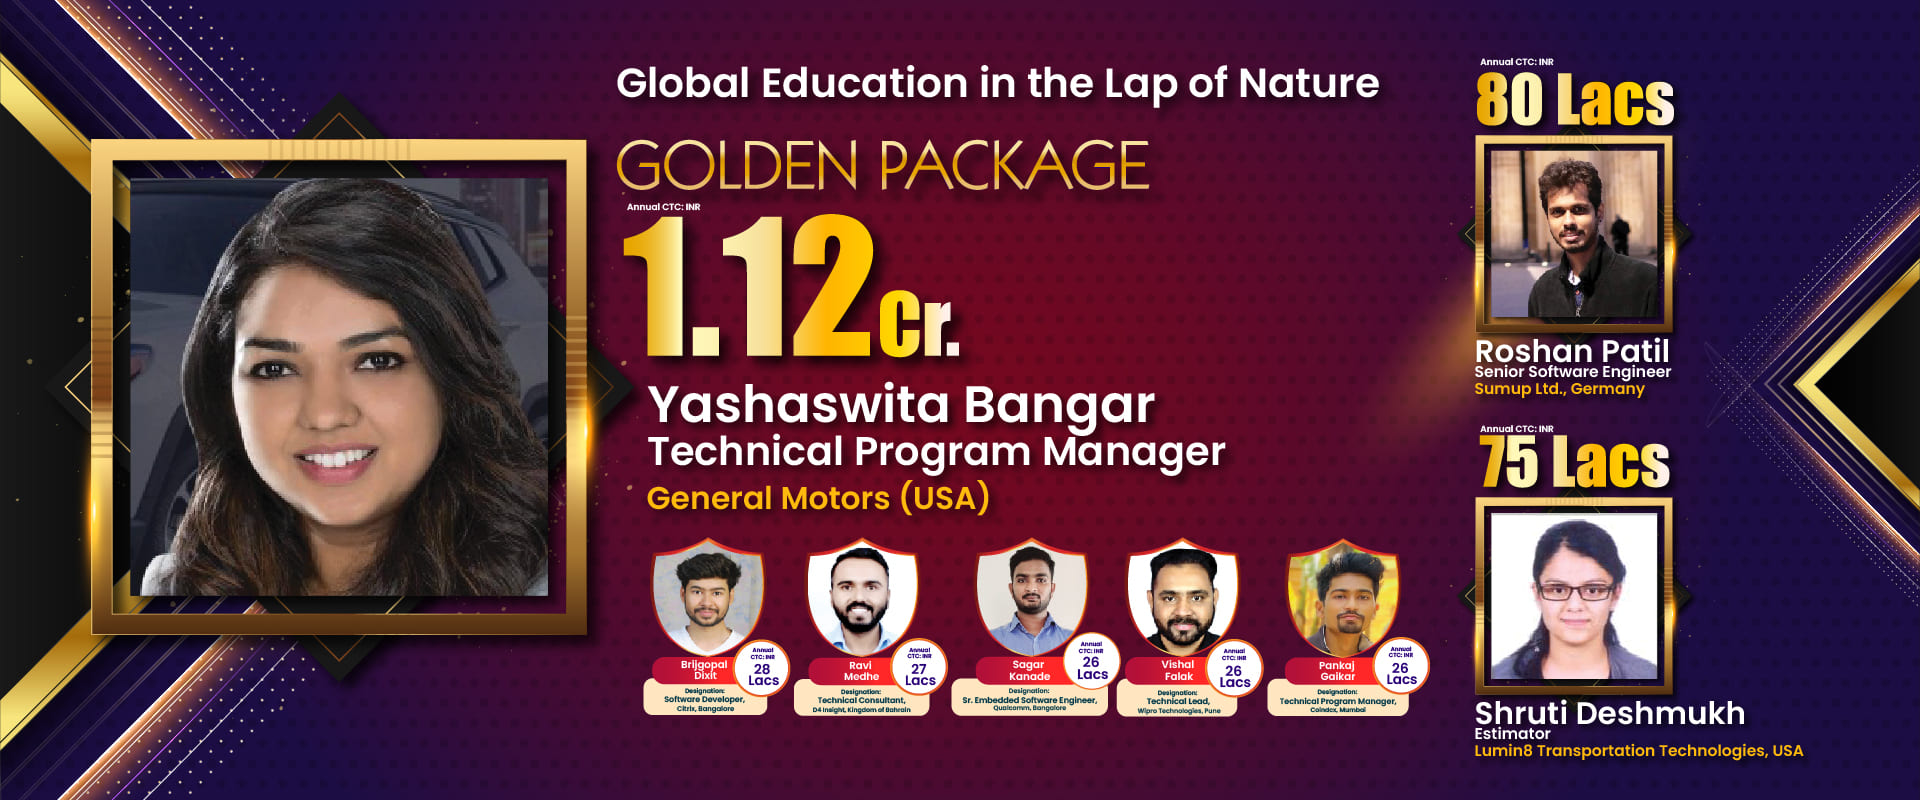 Global Education in the Lap of Nature
GOLDEN PACKAGE
Annual CTC: INR
1.12 Cr.
Yashaswita Bangar
Technical Program Manager
General Motors (USA)
Brijgopal
Dixit
Annual
CTC: INR
28
Lacs
Designation:
Software Developer,
Citrix, Bangalore
Ravi
Medhe
Annual
CTC: INR
27
Lacs
Designation:
Technical Consultant,
D4 Insight, Kingdom of Bahrain
Sagar
Kanade
Annual
CTC: INR
26
Lacs
Designation:
Sr. Embedded Software Engineer,
Qualcomm, Bangalore
Vishal
Falak
Annual
CTC: INR
26
Lacs
Designation:
Technical Lead,
Wipro Technologies, Pune
Pankaj
Gaikar
Annual
CTC: INR
26
Lacs
Designation:
Technical Program Manager,
Coindcx, Mumbai
Annual CTC: INR
80 Lacs
Roshan Patil
Senior Software Engineer
Sumup Ltd., Germany
Annual CTC: INR
75 Lacs
Shruti Deshmukh
Estimator
Lumin8 Transportation Technologies, USA